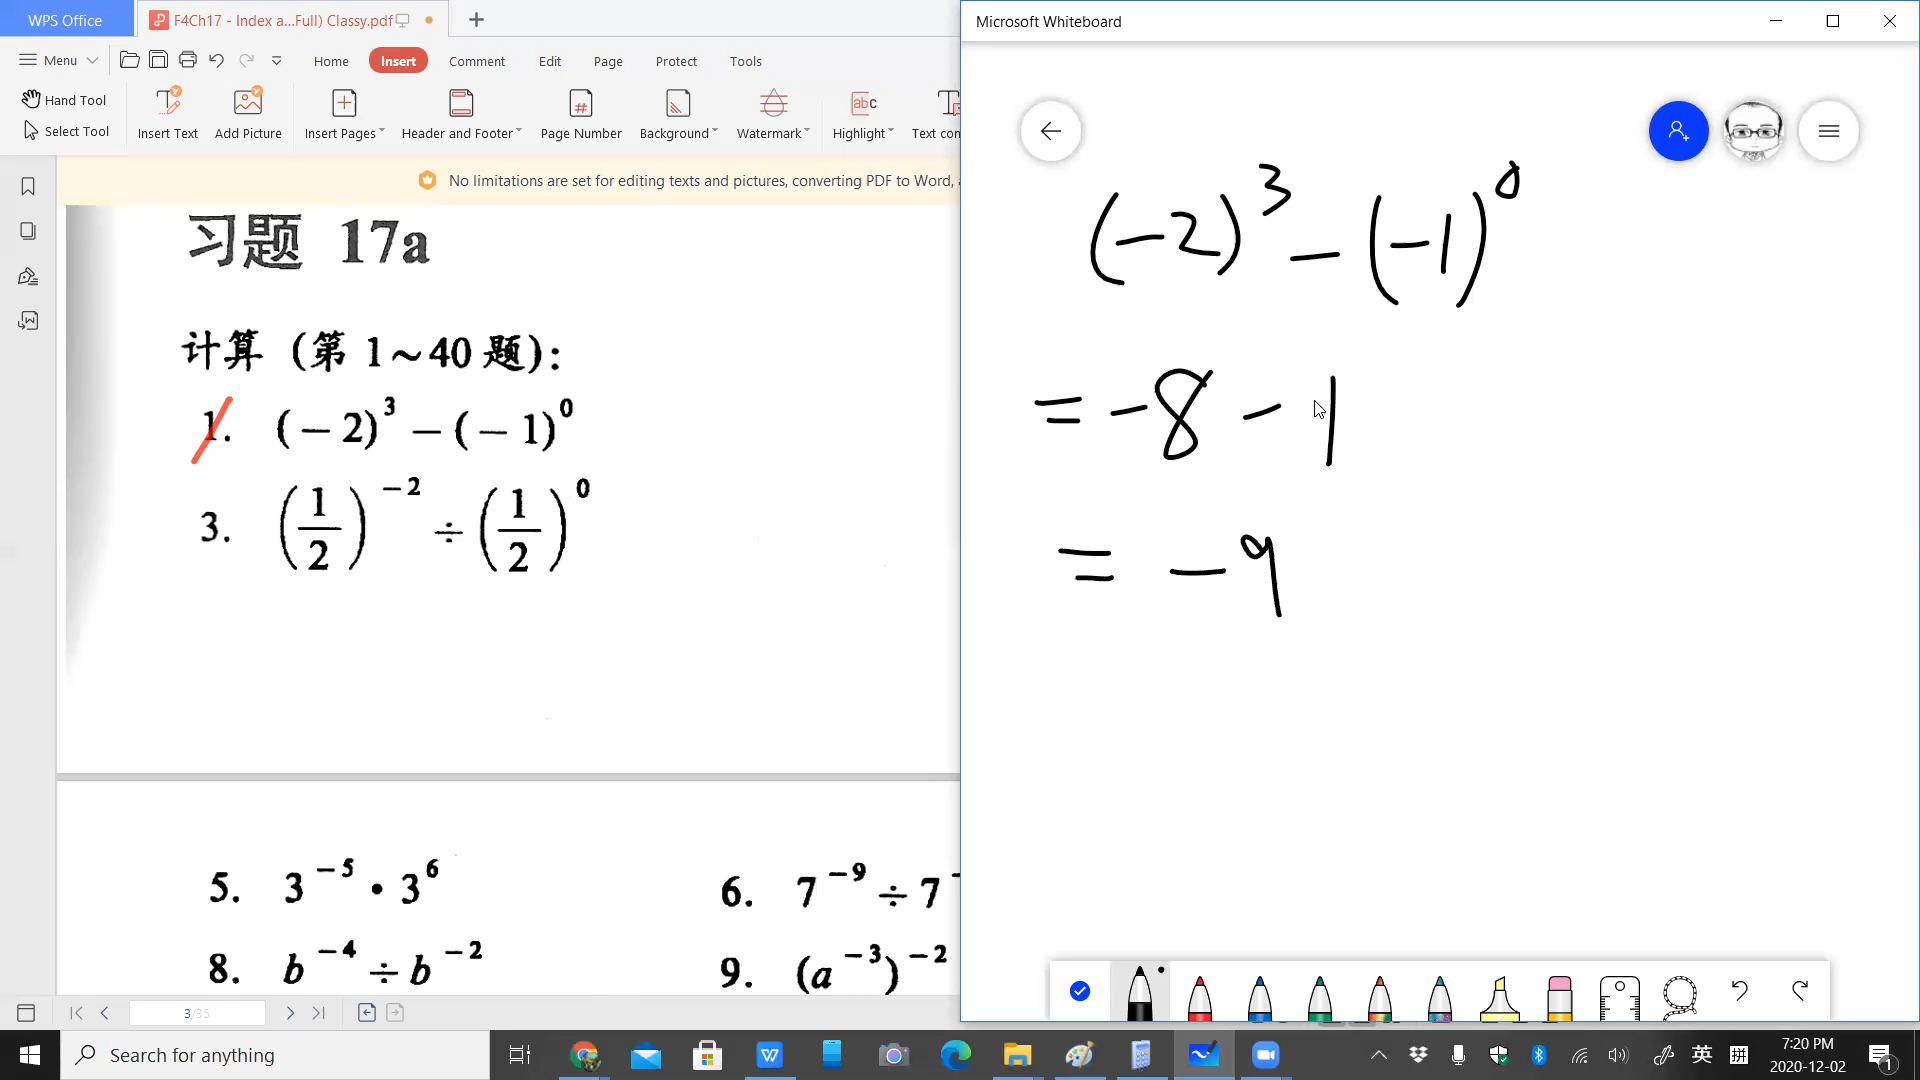 WPS Office
F4Ch17 - Index a...Full) Classy.pdf
Microsoft Whiteboard
Menu
Home
Insert
Comment
Edit
Page
Protect
Tools
Hand Tool
Select Tool
Insert Text
Add Picture
Insert Pages
Header and Footer
Page Number
Background
Watermark
Highlight
Text con
No limitations are set for editing texts and pictures, converting PDF to Word, a
习题 17a
计算 (第 1~40 题):
1. (-2)³ - (-1)⁰
3. (1/2)⁻² ÷ (1/2)⁰
5. 3⁻⁵ • 3⁶
6. 7⁻⁹ ÷ 7⁻
8. b⁻⁴ ÷ b⁻²
9. (a⁻³)⁻²
3/35
(-2)³ - (-1)⁰
= -8 - 1
= -9
Search for anything
英
拼
7:20 PM
2020-12-02
1